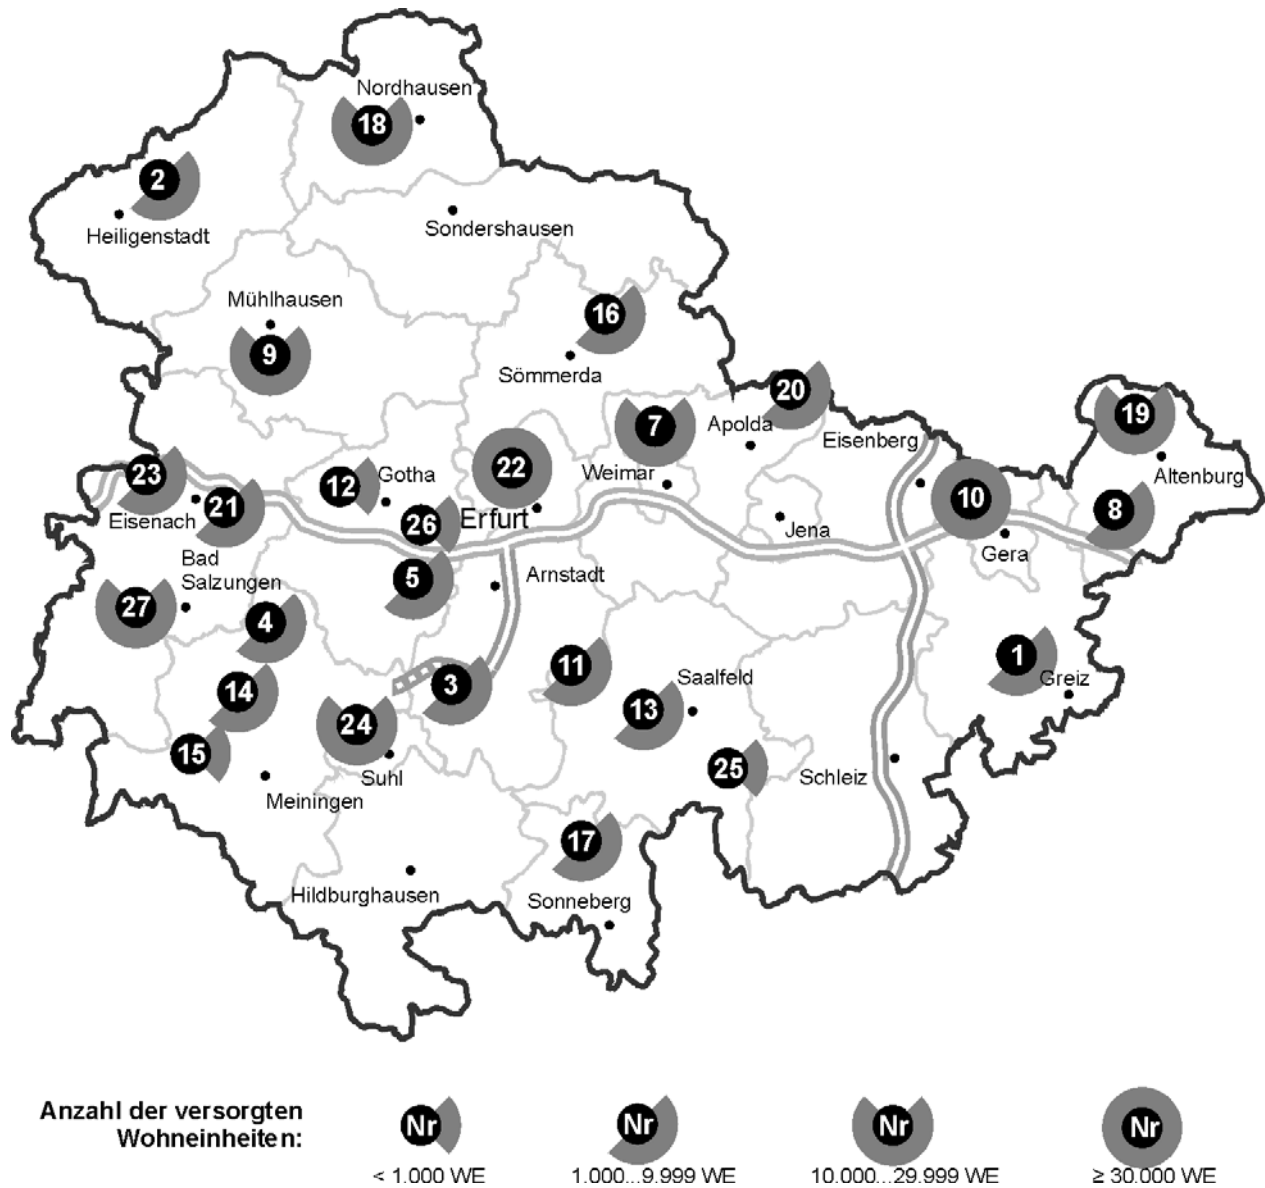 Nordhausen
18
2
Heiligenstadt
Sondershausen
Mühlhausen
9
16
Sömmerda
20
7
Apolda
Eisenberg
19
Altenburg
23
Gotha
12
22
Weimar
10
8
21
Eisenach
26
Erfurt
Jena
Gera
Bad
Salzungen
5
Arnstadt
27
4
1
Greiz
11
Saalfeld
3
14
13
24
15
Suhl
25
Schleiz
Meiningen
17
Hildburghausen
Sonneberg
Anzahl der versorgten
Wohneinheiten:
Nr
Nr
Nr
Nr
< 1.000 WE
1.000...9.999 WE
10.000...29.999 WE
≥ 30.000 WE